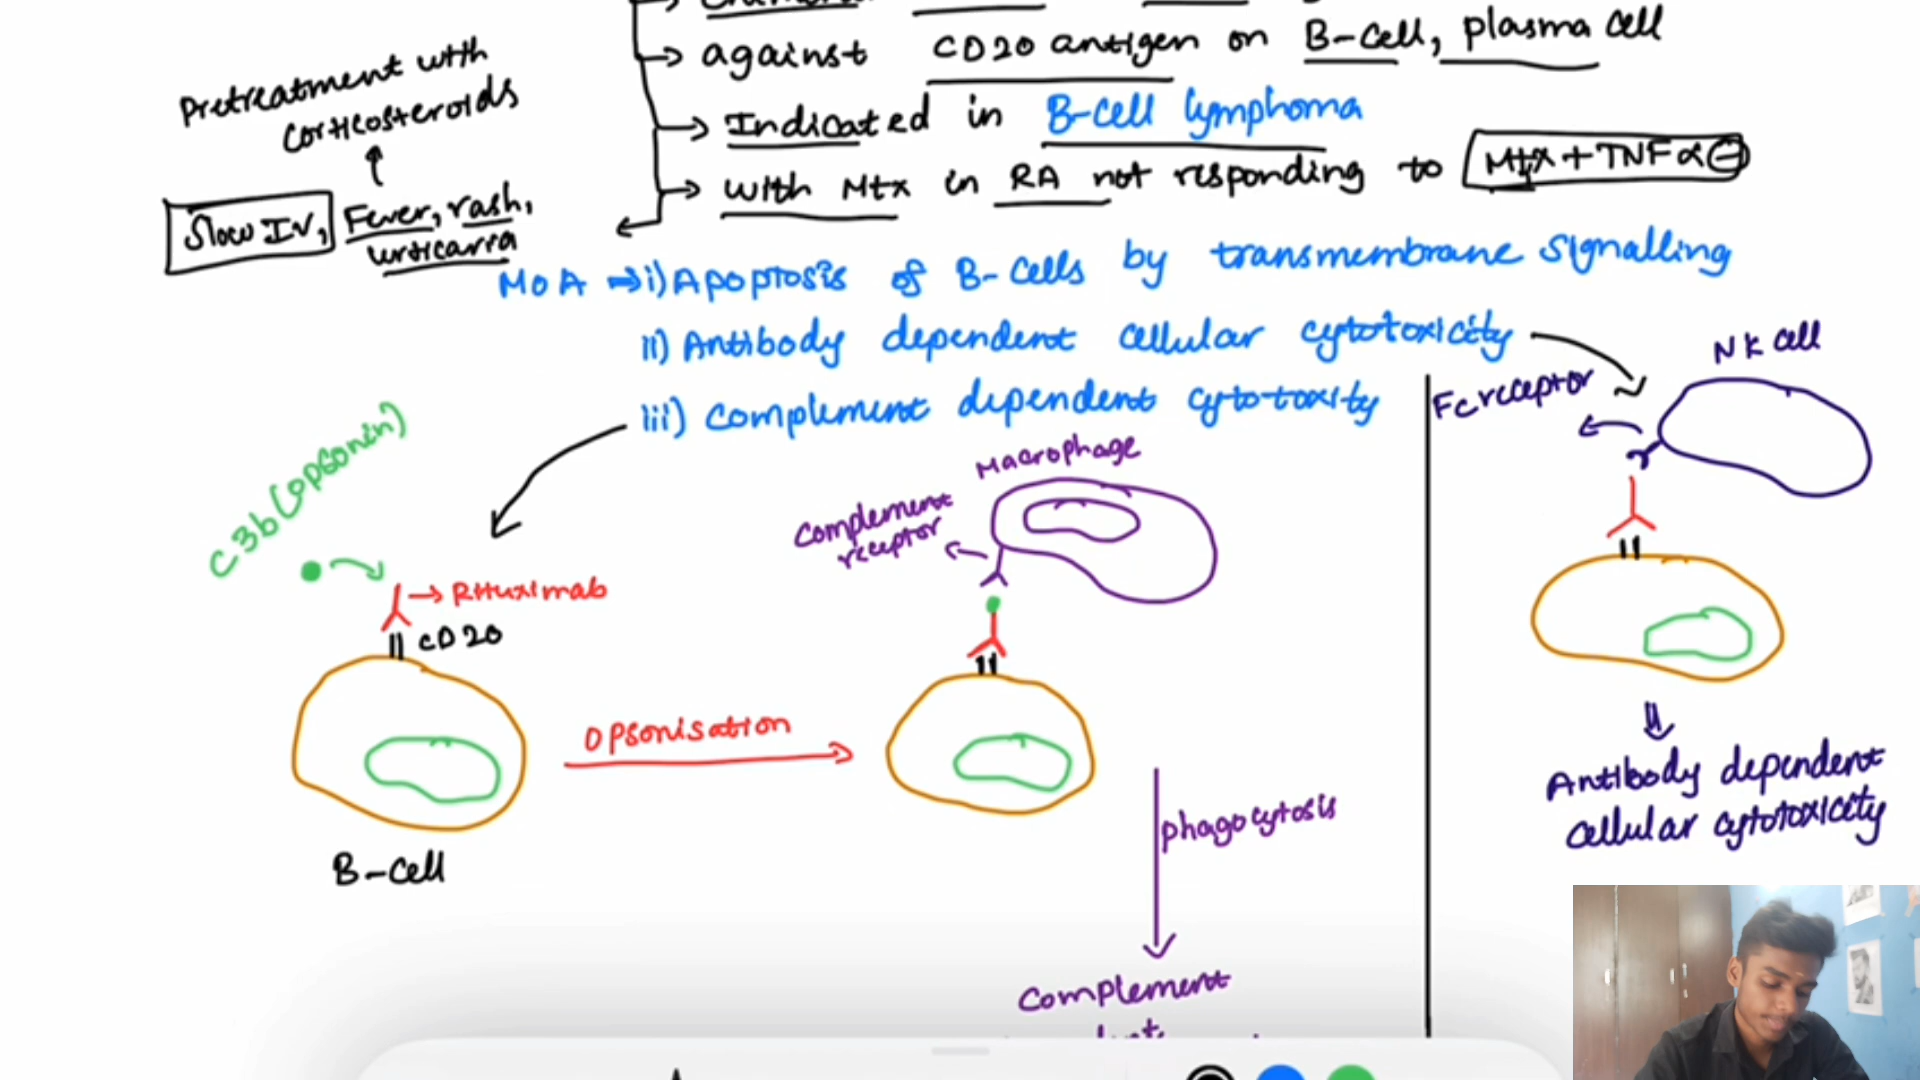 against CD20 antigen on B-cell, plasma cell
Pretreatment with
corticosteroids
Indicated in B-cell lymphoma
with Mtx in RA not responding to Mtx + TNF α ⊖
Slow IV, Fever, rash,
urticaria
MOA → i) Apoptosis of B-cells by transmembrane signalling
ii) Antibody dependent cellular cytotoxicity
iii) complement dependent cytotoxity
NK cell
Fc receptor
C3b (opsonin)
Macrophage
complement
receptor
→ Rituximab
CD20
opsonisation
B-cell
phagocytosis
Antibody dependent
cellular cytotoxicity
complement